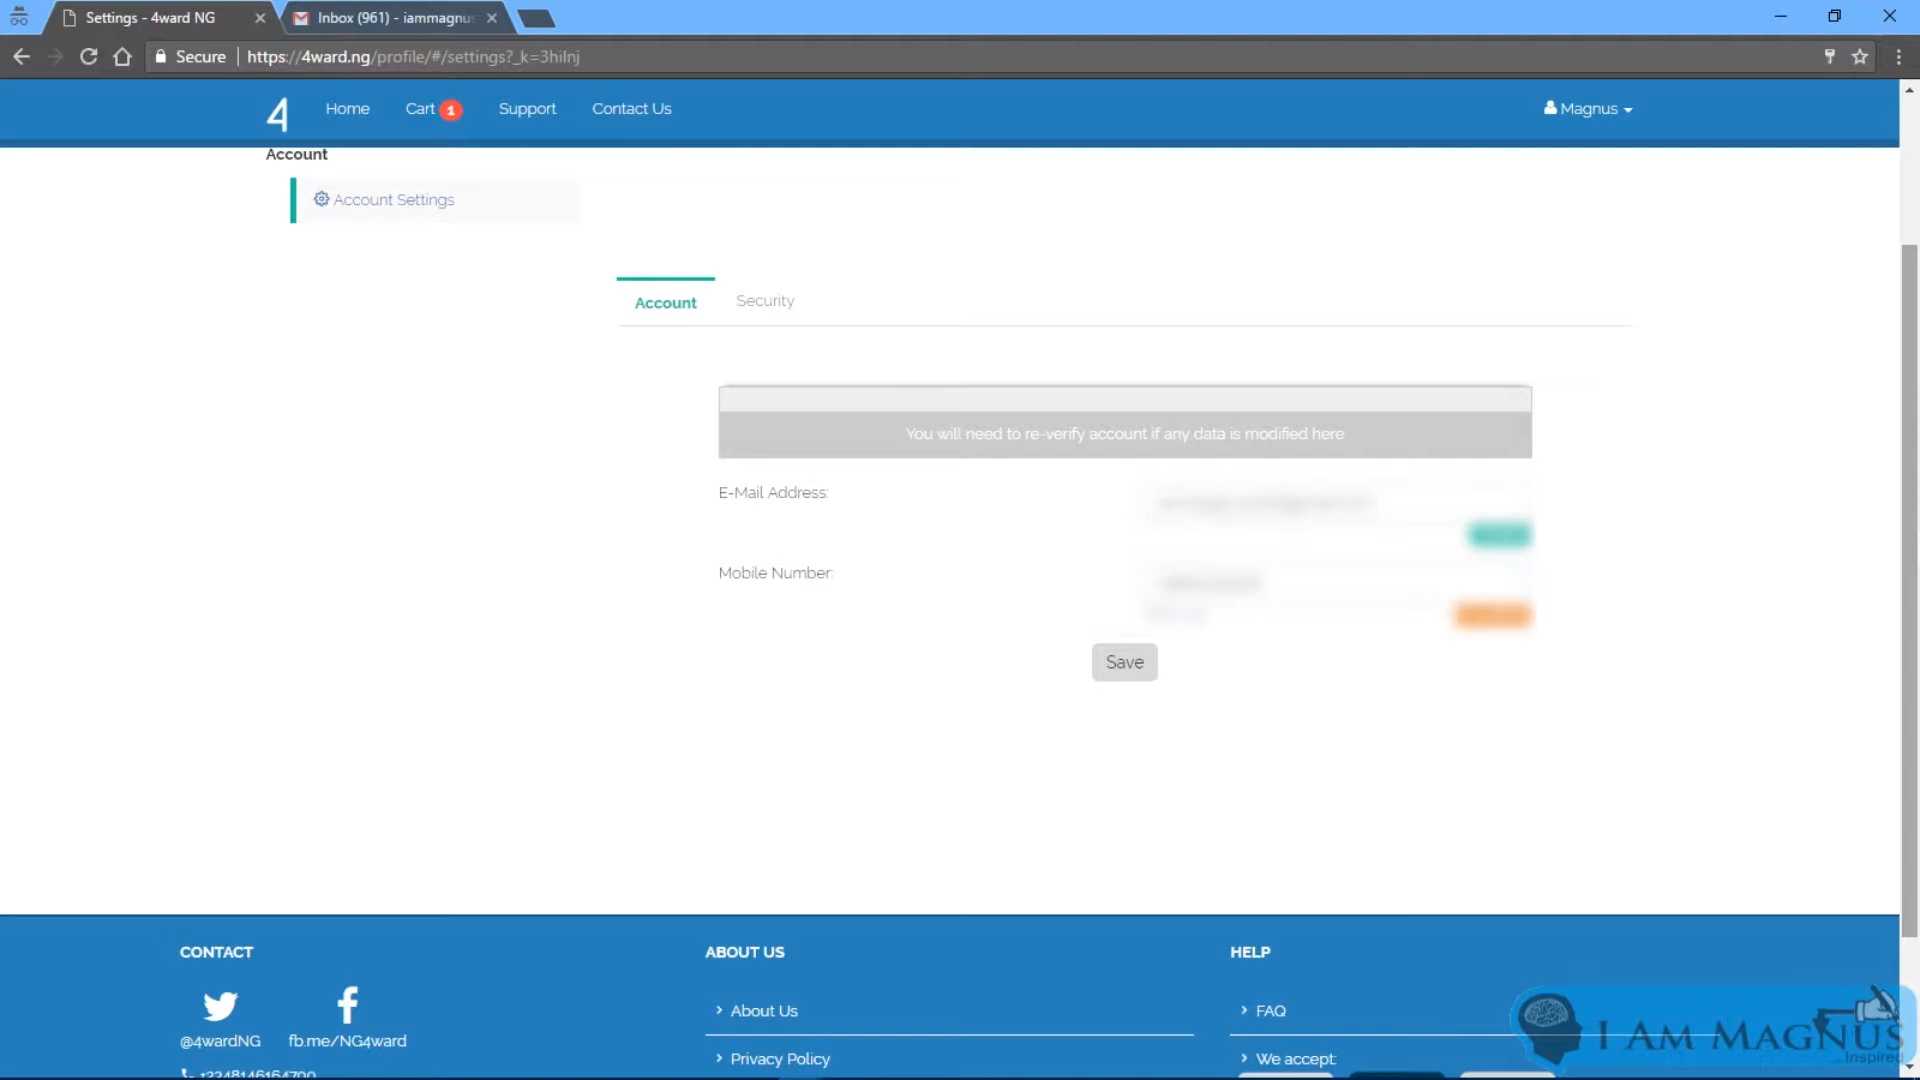 Settings - 4ward NG
Inbox (961) - iammagnus
Secure
https://4ward.ng/profile/#/settings?_k=3hilnj
4
Home
Cart 1
Support
Contact Us
Magnus
Account
Account Settings
Account
Security
You will need to re-verify account if any data is modified here
E-Mail Address:
Mobile Number:
Save
CONTACT
ABOUT US
HELP
@4wardNG
fb.me/NG4ward
About Us
FAQ
Privacy Policy
We accept:
+2348146164700
I AM MAGNUS
...Inspired